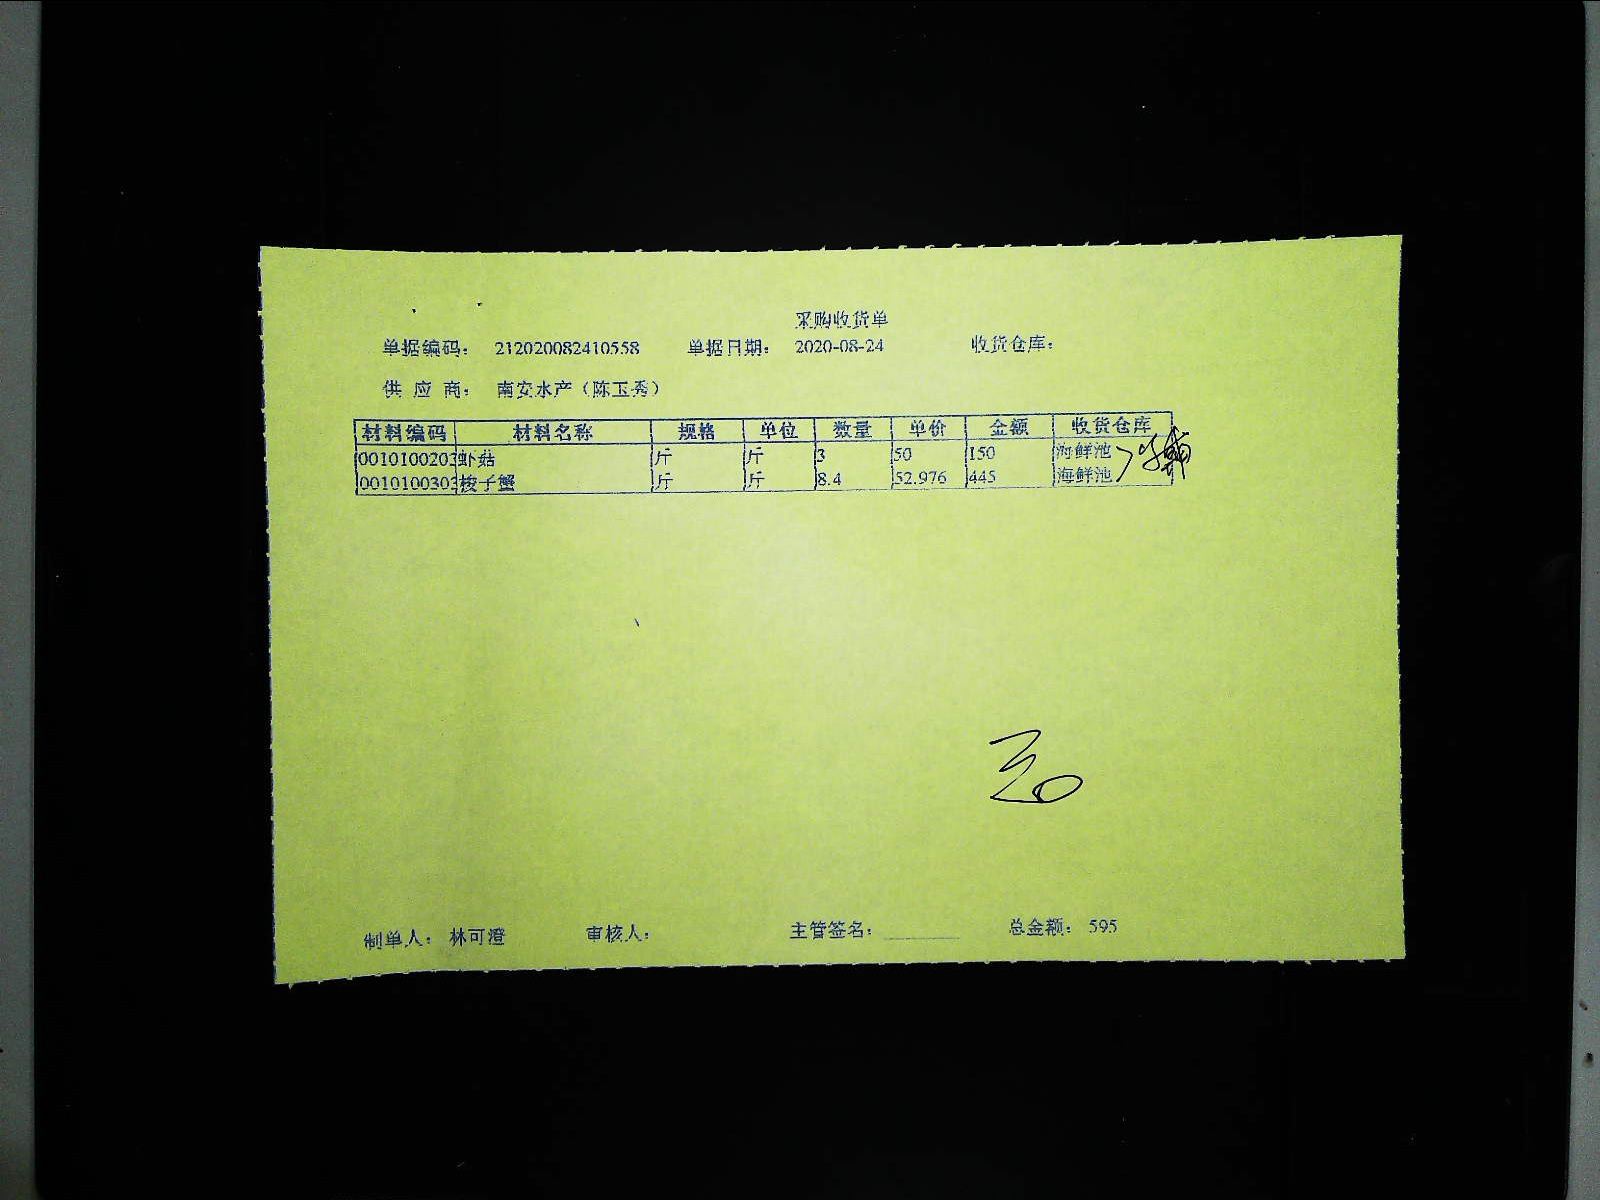 采购收货单
单据编码： 212020082410558 单据日期： 2020-08-24 收货仓库：
供 应 商： 南安水产（陈玉秀）
材料编码 材料名称 规格 单位 数量 单价 金额 收货仓库
0010100203 虾菇 斤 斤 3 50 150 海鲜池
0010100303 梭子蟹 斤 斤 8.4 52.976 445 海鲜池
制单人： 林可澄 审核人： 主管签名： 总金额： 595